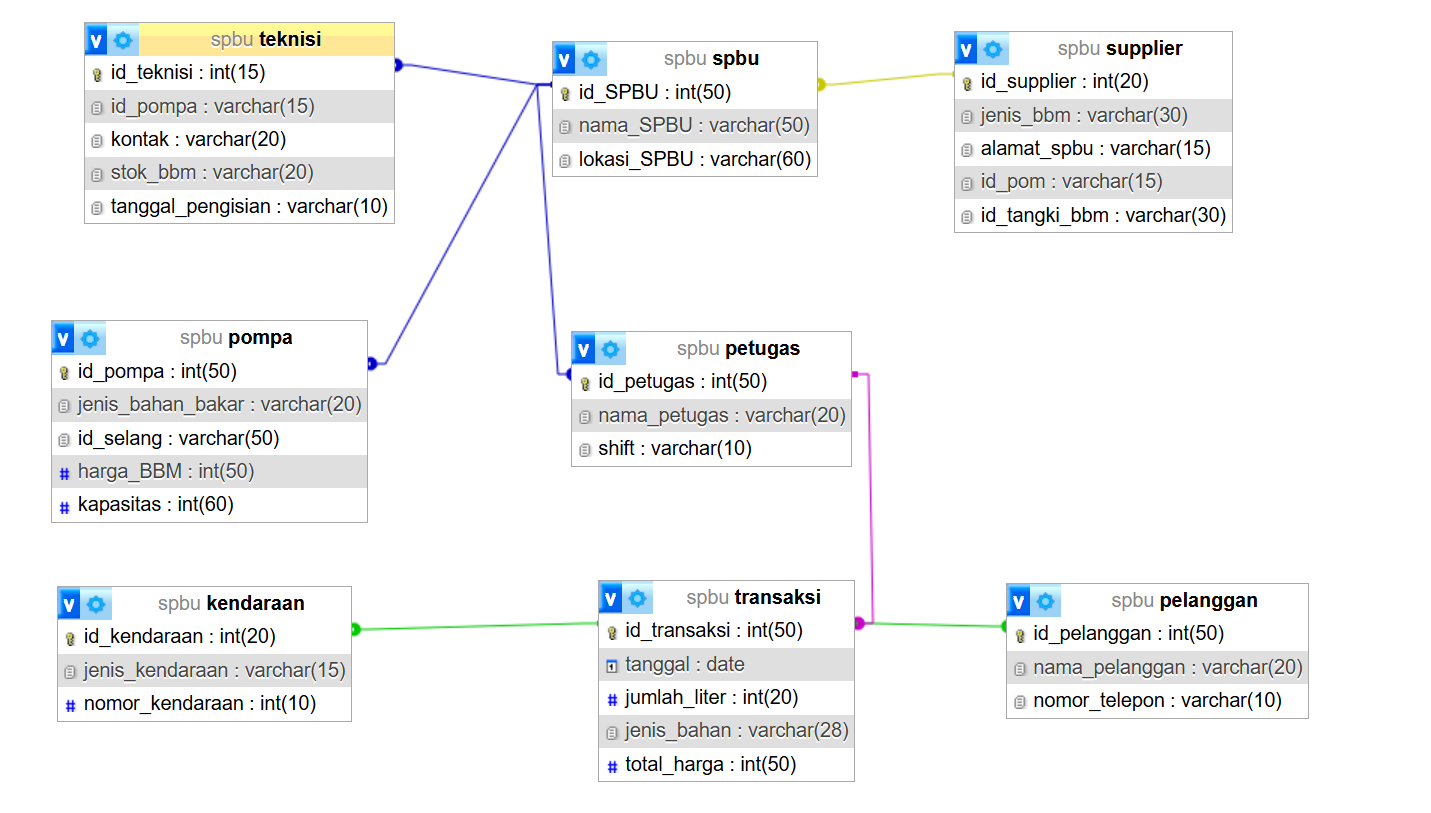 spbu teknisi
id_teknisi : int(15)
id_pompa : varchar(15)
kontak : varchar(20)
stok_bbm : varchar(20)
tanggal_pengisian : varchar(10)
spbu spbu
id_SPBU : int(50)
nama_SPBU : varchar(50)
lokasi_SPBU : varchar(60)
spbu supplier
id_supplier : int(20)
jenis_bbm : varchar(30)
alamat_spbu : varchar(15)
id_pom : varchar(15)
id_tangki_bbm : varchar(30)
spbu pompa
id_pompa : int(50)
jenis_bahan_bakar : varchar(20)
id_selang : varchar(50)
# harga_BBM : int(50)
# kapasitas : int(60)
spbu petugas
id_petugas : int(50)
nama_petugas : varchar(20)
shift : varchar(10)
spbu kendaraan
id_kendaraan : int(20)
jenis_kendaraan : varchar(15)
# nomor_kendaraan : int(10)
spbu transaksi
id_transaksi : int(50)
tanggal : date
# jumlah_liter : int(20)
jenis_bahan : varchar(28)
# total_harga : int(50)
spbu pelanggan
id_pelanggan : int(50)
nama_pelanggan : varchar(20)
nomor_telepon : varchar(10)